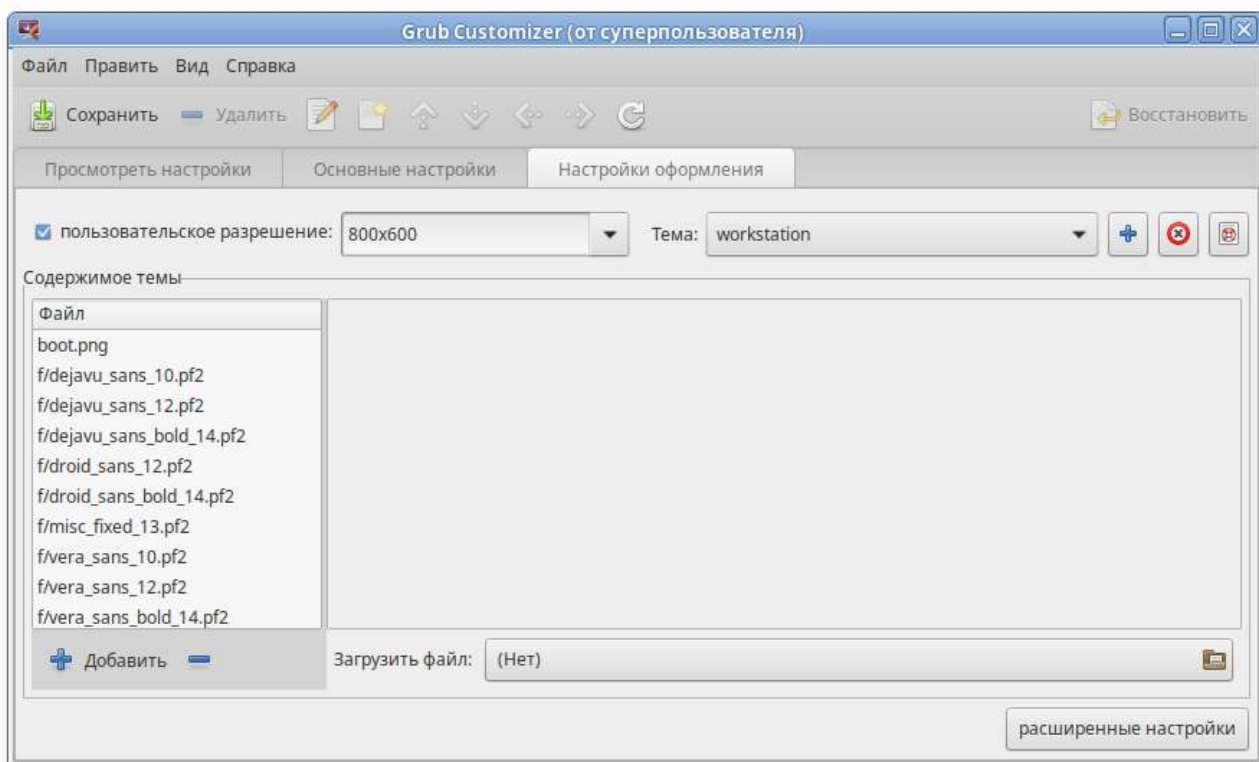 Grub Customizer (от суперпользователя)
Файл Править Вид Справка
Сохранить Удалить Восстановить
Просмотреть настройки Основные настройки Настройки оформления
пользовательское разрешение: 800x600 Тема: workstation
Содержимое темы
Файл
boot.png
f/dejavu_sans_10.pf2
f/dejavu_sans_12.pf2
f/dejavu_sans_bold_14.pf2
f/droid_sans_12.pf2
f/droid_sans_bold_14.pf2
f/misc_fixed_13.pf2
f/vera_sans_10.pf2
f/vera_sans_12.pf2
f/vera_sans_bold_14.pf2
Добавить Загрузить файл: (Нет)
расширенные настройки